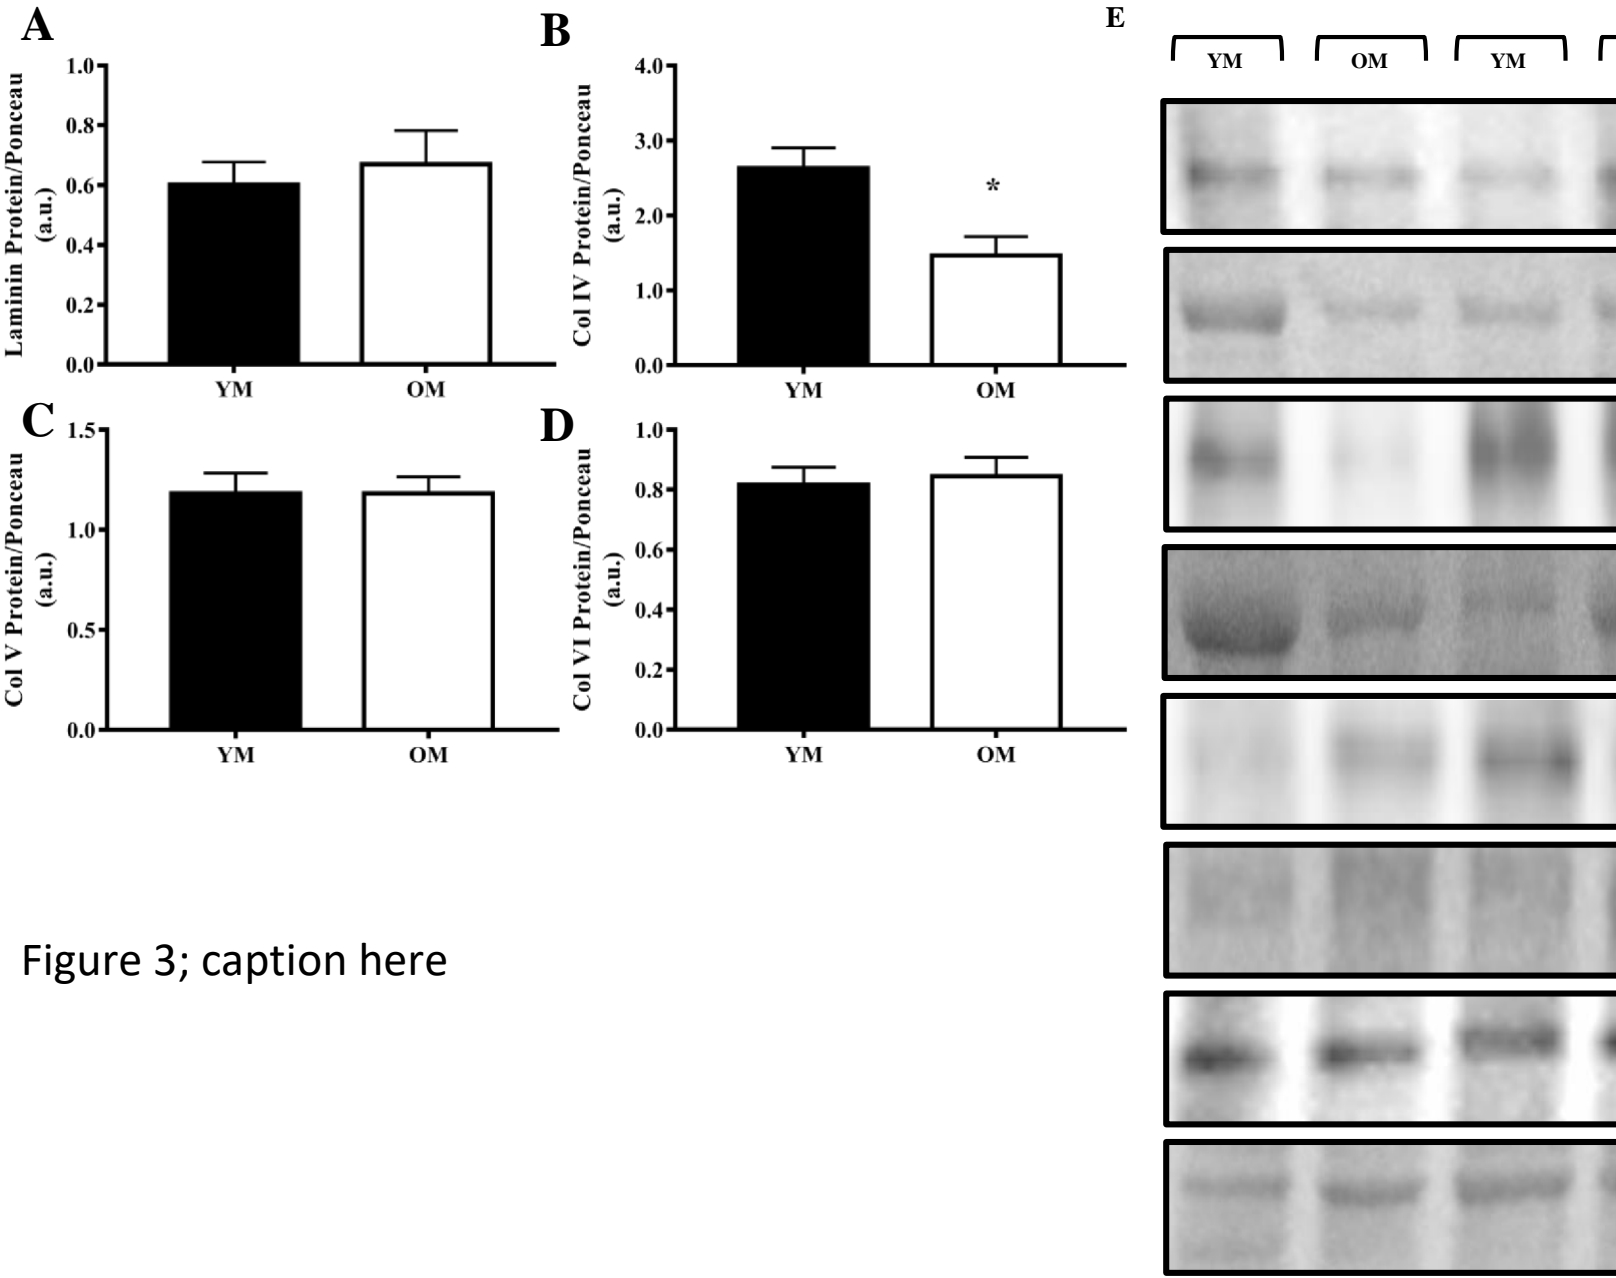 A
Laminin Protein/Ponceau
(a.u.)
1.0
0.8
0.6
0.4
0.2
0.0
YM
OM
B
Col IV Protein/Ponceau
(a.u.)
4.0
3.0
2.0
1.0
0.0
*
YM
OM
C
Col V Protein/Ponceau
(a.u.)
1.5
1.0
0.5
0.0
YM
OM
D
Col VI Protein/Ponceau
(a.u.)
1.0
0.8
0.6
0.4
0.2
0.0
YM
OM
E
YM
OM
YM
Figure 3; caption here